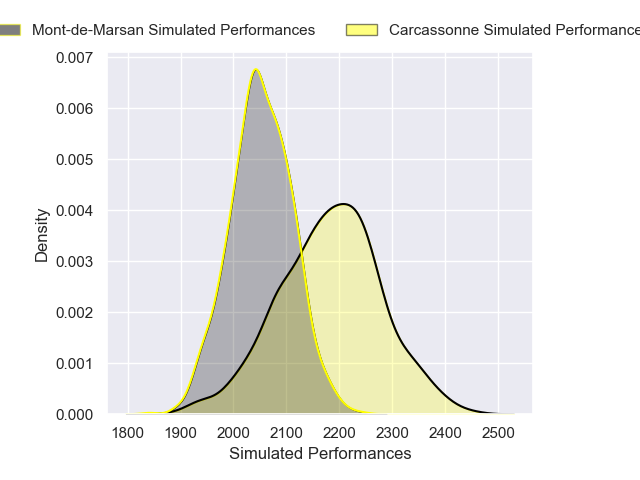 Mont-de-Marsan Simulated Performances
Carcassonne Simulated Performance
0.007
0.006
0.005
0.004
0.003
0.002
0.001
0.000
Density
1800 1900 2000 2100 2200 2300 2400 2500
Simulated Performances